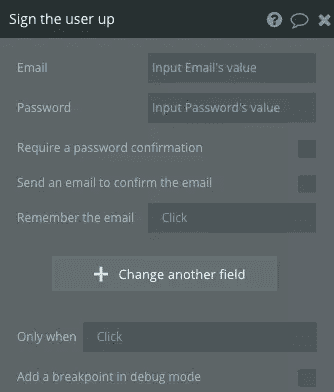 Sign the user up
Email Input Email's value
Password Input Password's value
Require a password confirmation
Send an email to confirm the email
Remember the email Click
+ Change another field
Only when Click
Add a breakpoint in debug mode